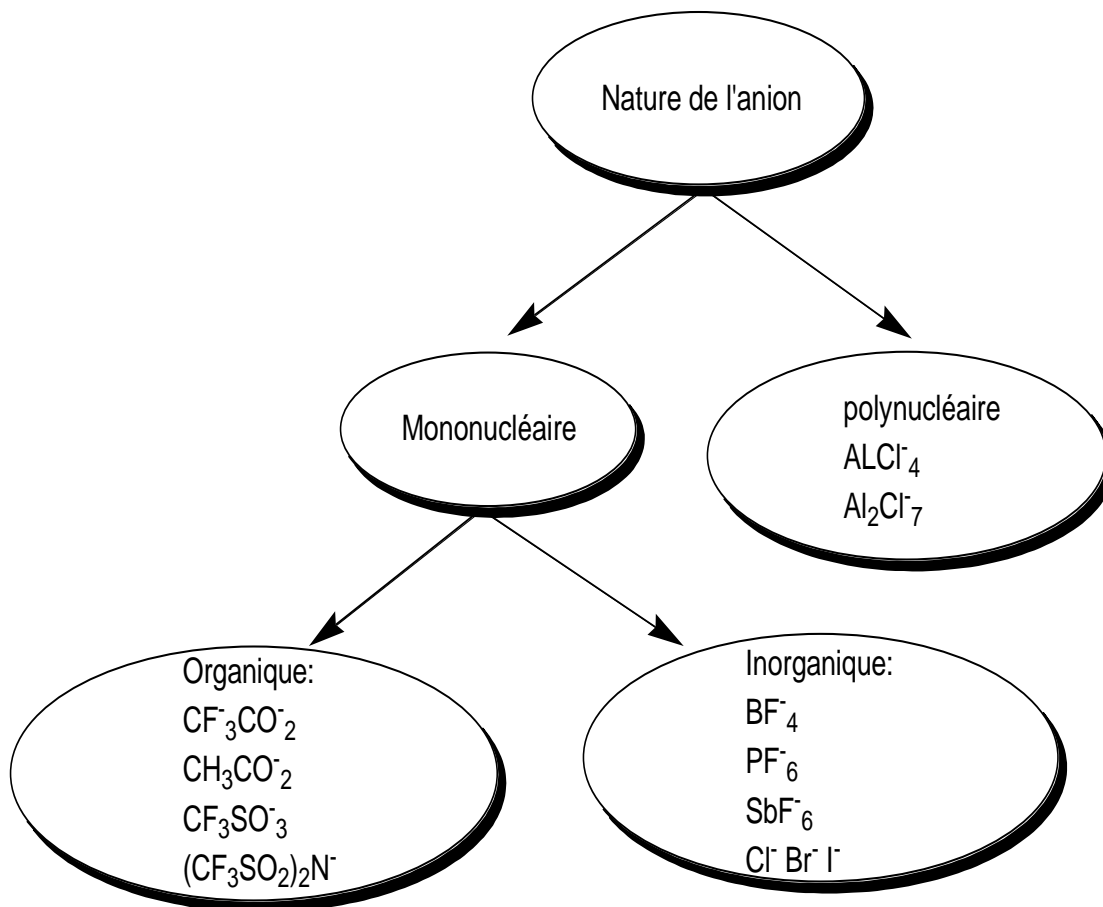 Nature de l'anion
Mononucléaire
polynucléaire
ALCl⁻₄
Al₂Cl⁻₇
Organique:
CF⁻₃CO⁻₂
CH₃CO⁻₂
CF₃SO⁻₃
(CF₃SO₂)₂N⁻
Inorganique:
BF⁻₄
PF⁻₆
SbF⁻₆
Cl⁻ Br⁻ I⁻